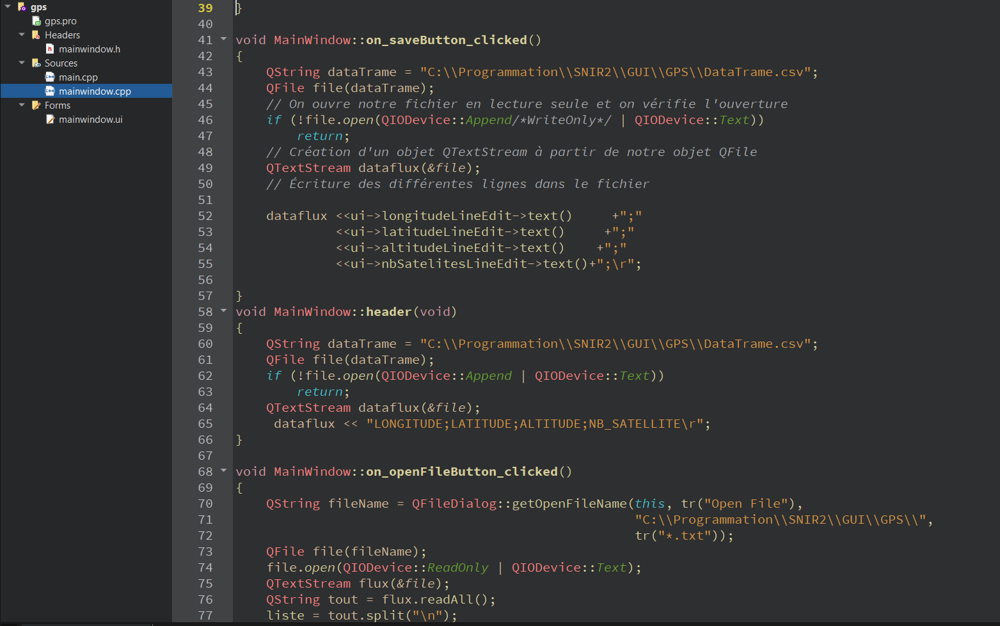 gps
gps.pro
Headers
mainwindow.h
Sources
main.cpp
mainwindow.cpp
Forms
mainwindow.ui
39 }
40
41 void MainWindow::on_saveButton_clicked()
42 {
43     QString dataTrame = "C:\\Programmation\\SNIR2\\GUI\\GPS\\DataTrame.csv";
44     QFile file(dataTrame);
45     // On ouvre notre fichier en lecture seule et on vérifie l'ouverture
46     if (!file.open(QIODevice::Append/*WriteOnly*/ | QIODevice::Text))
47         return;
48     // Création d'un objet QTextStream à partir de notre objet QFile
49     QTextStream dataflux(&file);
50     // Écriture des différentes lignes dans le fichier
51
52     dataflux <<ui->longitudeLineEdit->text()     +";"
53              <<ui->latitudeLineEdit->text()     +";"
54              <<ui->altitudeLineEdit->text()    +";"
55              <<ui->nbSatelitesLineEdit->text()+";\r";
56
57 }
58 void MainWindow::header(void)
59 {
60     QString dataTrame = "C:\\Programmation\\SNIR2\\GUI\\GPS\\DataTrame.csv";
61     QFile file(dataTrame);
62     if (!file.open(QIODevice::Append | QIODevice::Text))
63         return;
64     QTextStream dataflux(&file);
65      dataflux << "LONGITUDE;LATITUDE;ALTITUDE;NB_SATELLITE\r";
66 }
67
68 void MainWindow::on_openFileButton_clicked()
69 {
70     QString fileName = QFileDialog::getOpenFileName(this, tr("Open File"),
71                                                     "C:\\Programmation\\SNIR2\\GUI\\GPS\\",
72                                                     tr("*.txt"));
73     QFile file(fileName);
74     file.open(QIODevice::ReadOnly | QIODevice::Text);
75     QTextStream flux(&file);
76     QString tout = flux.readAll();
77     liste = tout.split("\n");